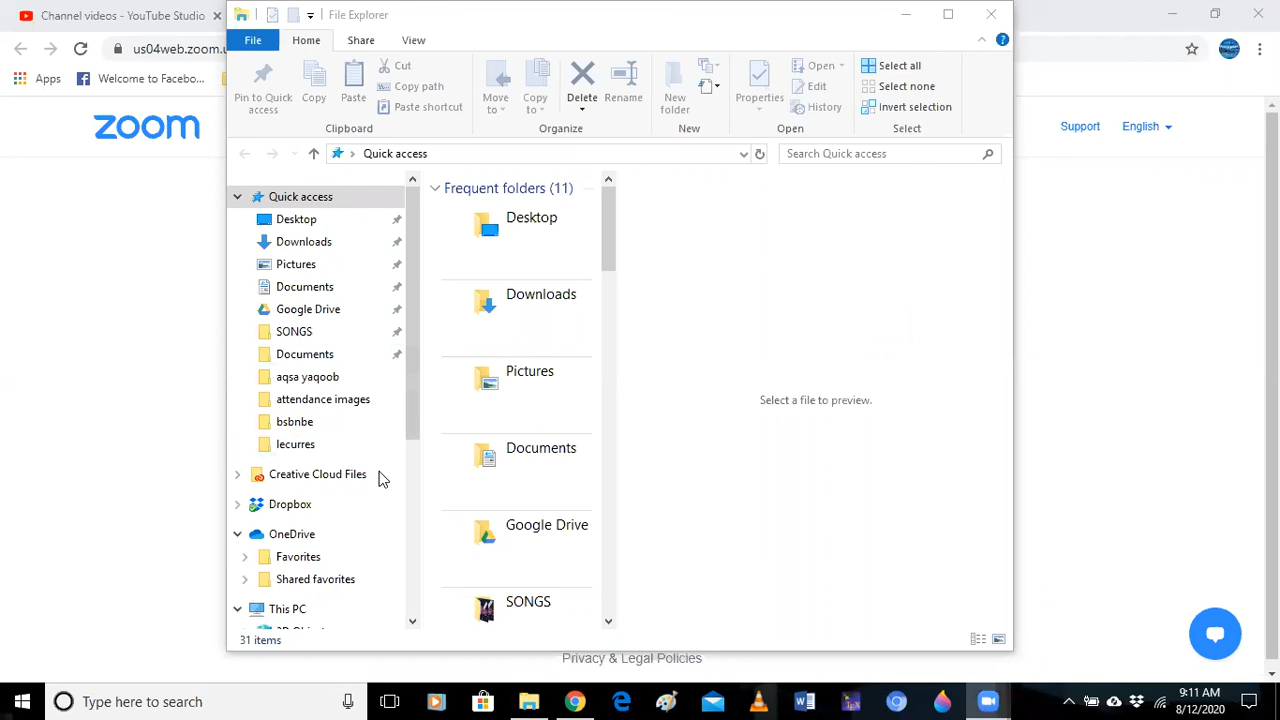 Channel videos - YouTube Studio
File Explorer
File
Home
Share
View
us04web.zoom.u
Apps
Welcome to Facebo...
Pin to Quick access
Copy
Paste
Cut
Copy path
Paste shortcut
Clipboard
Move to
Copy to
Delete
Rename
Organize
New folder
New
Properties
Open
Edit
History
Open
Select all
Select none
Invert selection
Select
zoom
Support
English
Quick access
Search Quick access
Quick access
Desktop
Downloads
Pictures
Documents
Google Drive
SONGS
Documents
aqsa yaqoob
attendance images
bsbnbe
lecurres
Creative Cloud Files
Dropbox
OneDrive
Favorites
Shared favorites
This PC
Frequent folders (11)
Desktop
Downloads
Pictures
Documents
Google Drive
SONGS
Select a file to preview.
31 items
Privacy & Legal Policies
Type here to search
9:11 AM
8/12/2020